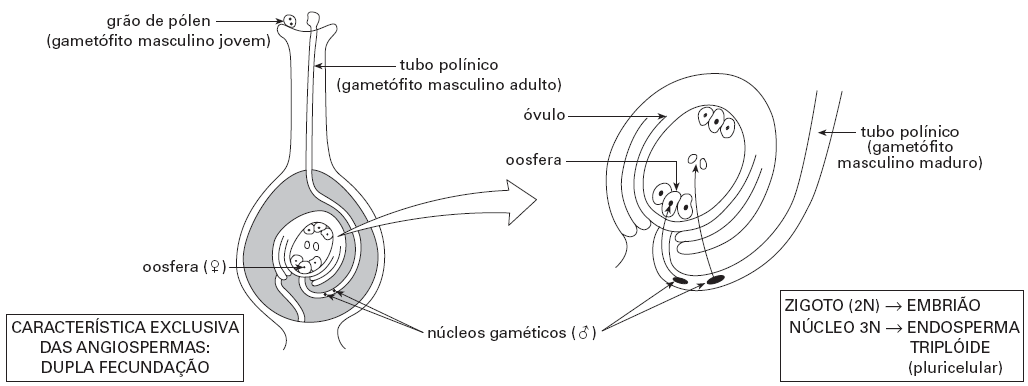 grão de pólen
(gametófito masculino jovem)
tubo polínico
(gametófito masculino adulto)
óvulo
oosfera
tubo polínico
(gametófito
masculino maduro)
oosfera (♀)
núcleos gaméticos (♂)
CARACTERÍSTICA EXCLUSIVA
DAS ANGIOSPERMAS:
DUPLA FECUNDAÇÃO
ZIGOTO (2N) → EMBRIÃO
NÚCLEO 3N → ENDOSPERMA
TRIPLÓIDE
(pluricelular)